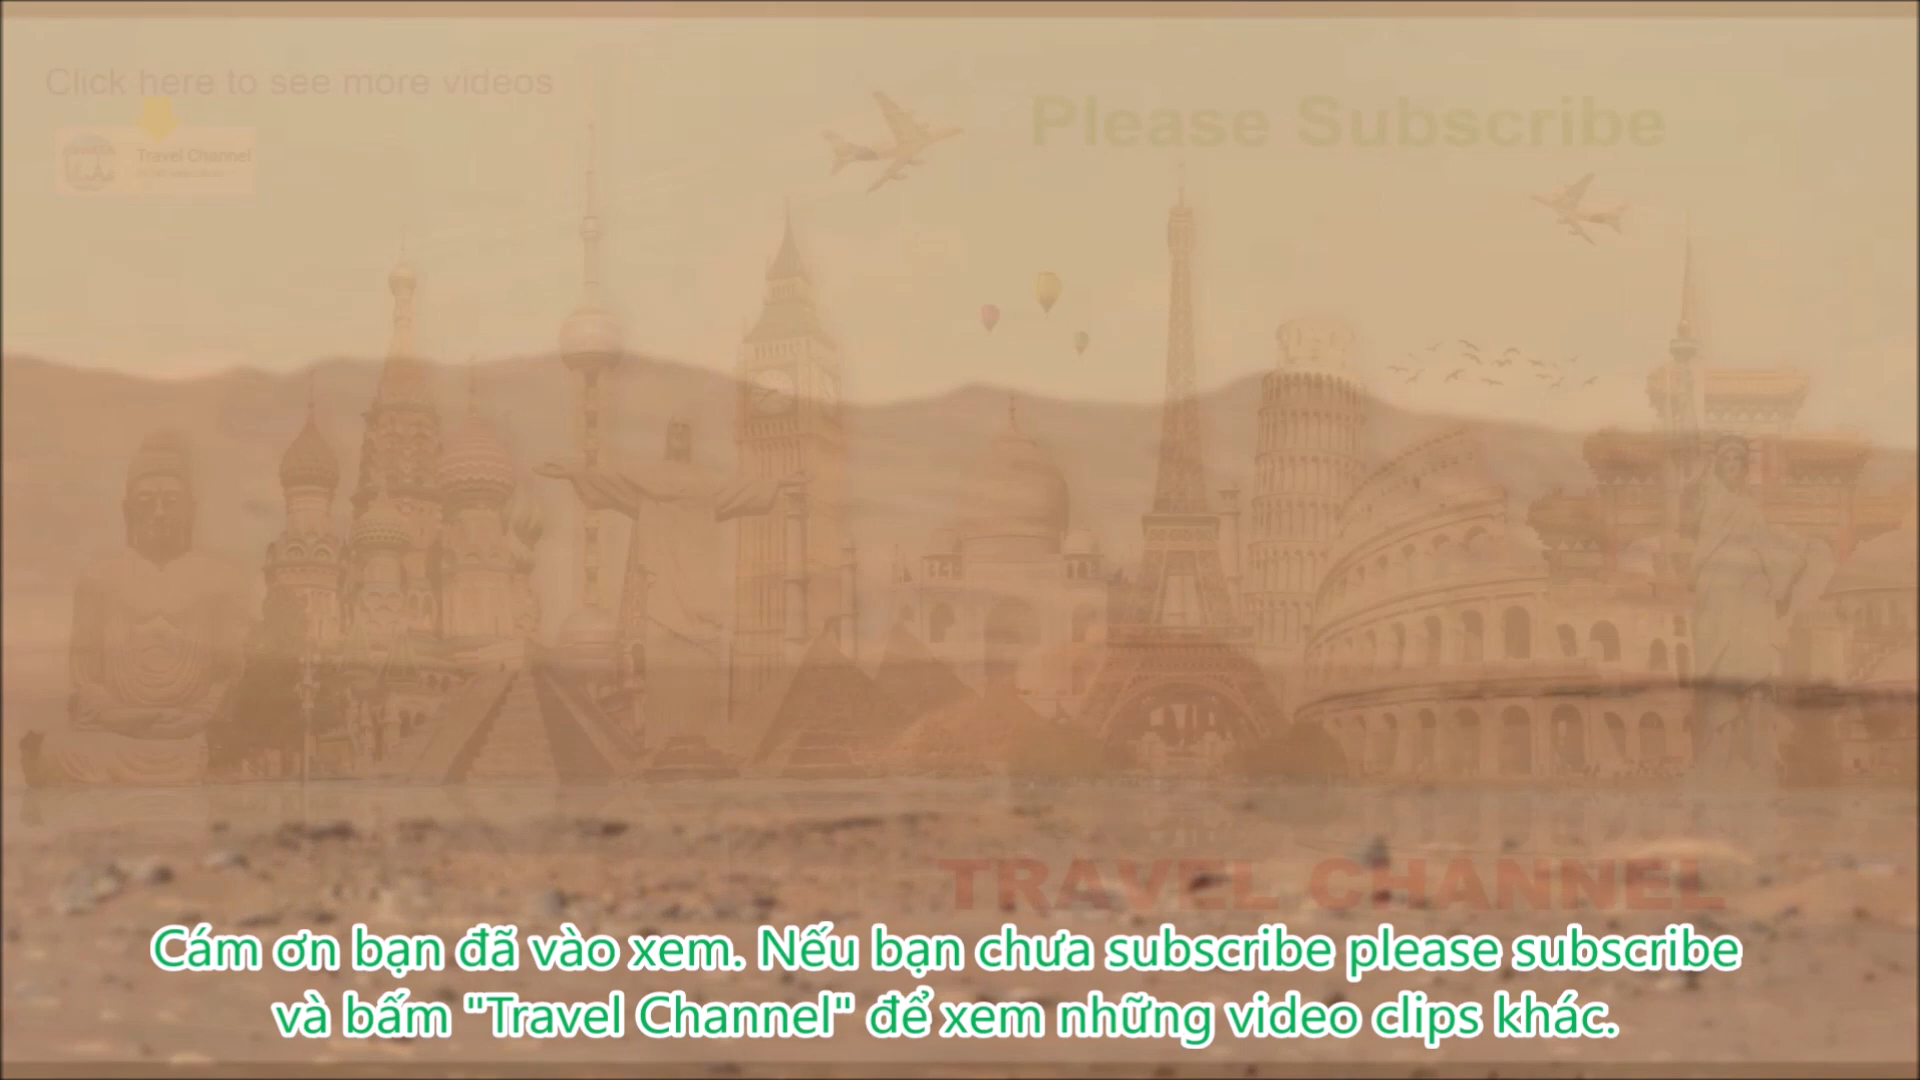 Click here to see more videos
Please Subscribe
Travel Channel
TRAVEL CHANNEL
Cám ơn bạn đã vào xem. Nếu bạn chưa subscribe please subscribe
và bấm "Travel Channel" để xem những video clips khác.